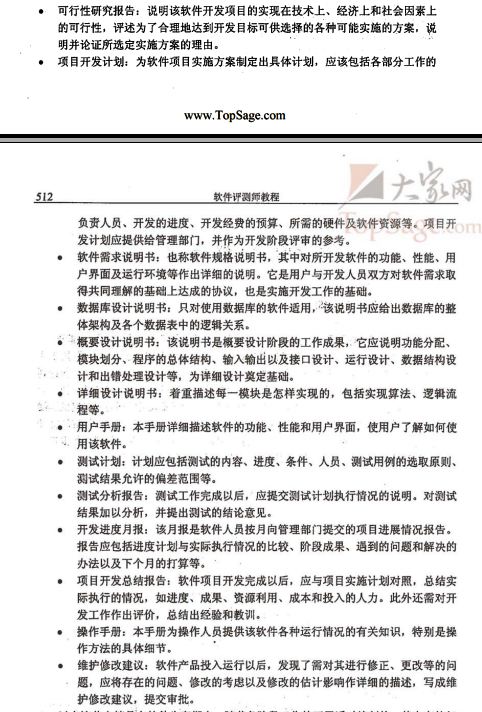 ● 可行性研究报告：说明该软件开发项目的实现在技术上、经济上和社会因素上
的可行性，评述为了合理地达到开发目标可供选择的各种可能实施的方案，说
明并论证所选定实施方案的理由。
● 项目开发计划：为软件项目实施方案制定出具体计划，应该包括各部分工作的
www.TopSage.com
512 软件评测师教程
大家网
TopSage.com
负责人员、开发的进度、开发经费的预算、所需的硬件及软件资源等。项目开
发计划应提供给管理部门，并作为开发阶段评审的参考。
● 软件需求说明书：也称软件规格说明书，其中对所开发软件的功能、性能、用
户界面及运行环境等作出详细的说明。它是用户与开发人员双方对软件需求取
得共同理解的基础上达成的协议，也是实施开发工作的基础。
● 数据库设计说明书：只对使用数据库的软件适用，该说明书应给出数据库的整
体架构及各个数据表中的逻辑关系。
● 概要设计说明书：该说明书是概要设计阶段的工作成果，它应说明功能分配、
模块划分、程序的总体结构、输入输出以及接口设计、运行设计、数据结构设
计和出错处理设计等，为详细设计奠定基础。
● 详细设计说明书：着重描述每一模块是怎样实现的，包括实现算法、逻辑流
程等。
● 用户手册：本手册详细描述软件的功能、性能和用户界面，使用户了解如何使
用该软件。
● 测试计划：计划应包括测试的内容、进度、条件、人员、测试用例的选取原则、
测试结果允许的偏差范围等。
● 测试分析报告：测试工作完成以后，应提交测试计划执行情况的说明。对测试
结果加以分析，并提出测试的结论意见。
● 开发进度月报：该月报是软件人员按月向管理部门提交的项目进展情况报告。
报告应包括进度计划与实际执行情况的比较、阶段成果、遇到的问题和解决的
办法以及下个月的打算等。
● 项目开发总结报告：软件项目开发完成以后，应与项目实施计划对照，总结实
际执行的情况，如进度、成果、资源利用、成本和投入的人力。此外还需对开
发工作作出评价，总结出经验和教训。
● 操作手册：本手册为操作人员提供该软件各种运行情况的有关知识，特别是操
作方法的具体细节。
● 维护修改建议：软件产品投入运行以后，发现了需对其进行修正、更改等的问
题，应将存在的问题、修改的考虑以及修改的估计影响作详细的描述，写成维
护修改建议，提交审批。